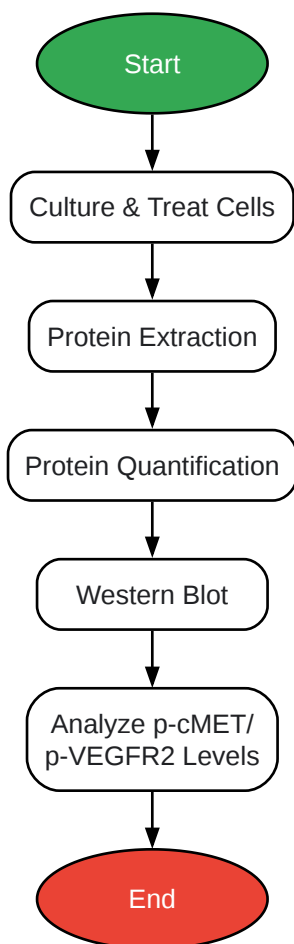 Start
Culture & Treat Cells
Protein Extraction
Protein Quantification
Western Blot
Analyze p-cMET/
p-VEGFR2 Levels
End